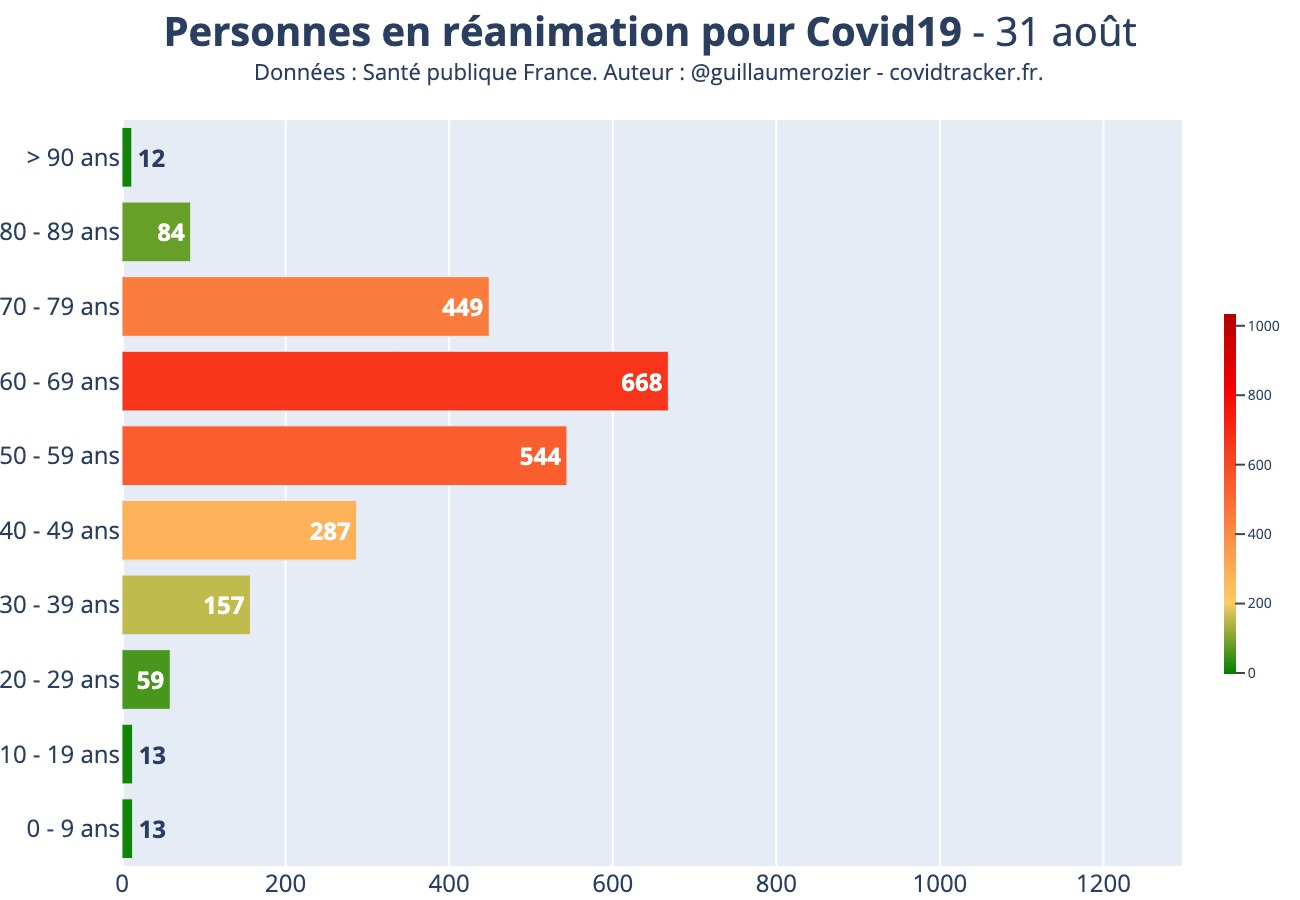 Personnes en réanimation pour Covid19 - 31 août
Données : Santé publique France. Auteur : @guillaumerozier - covidtracker.fr.
> 90 ans 12
80 - 89 ans 84
70 - 79 ans 449
60 - 69 ans 668
50 - 59 ans 544
40 - 49 ans 287
30 - 39 ans 157
20 - 29 ans 59
10 - 19 ans 13
0 - 9 ans 13
0 200 400 600 800 1000 1200
1000
800
600
400
200
0